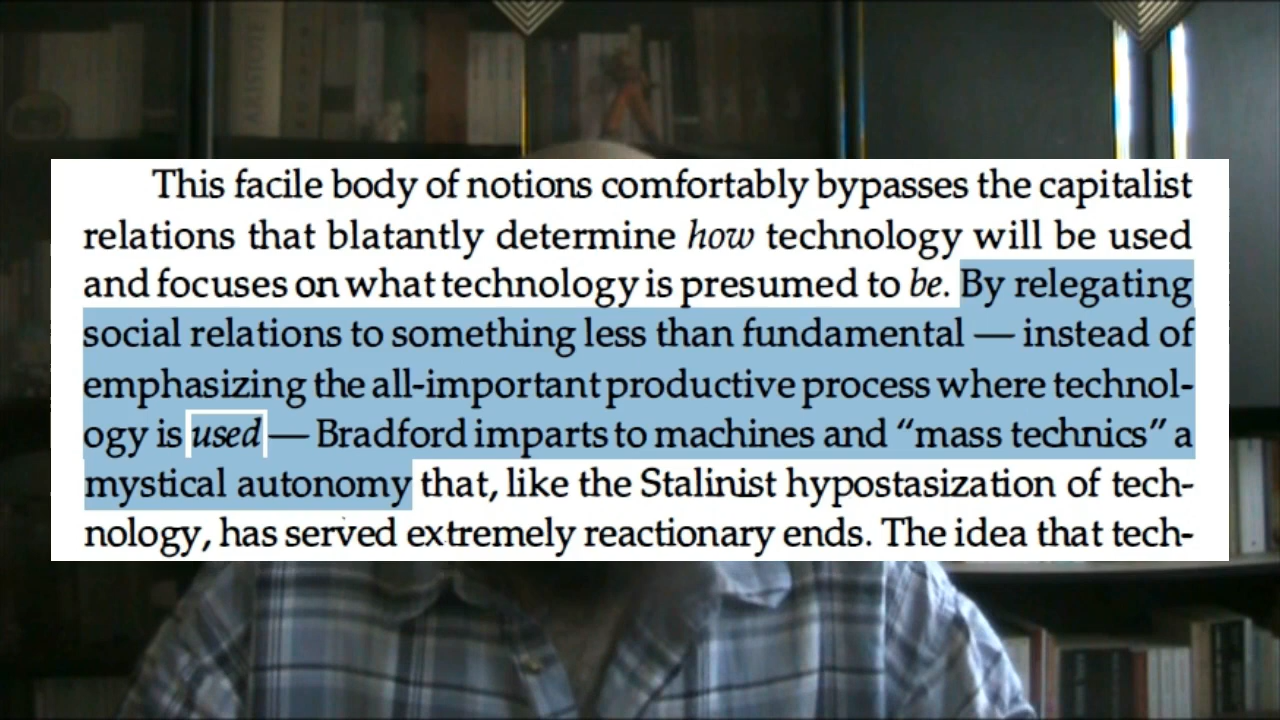 ARISTOTE
This facile body of notions comfortably bypasses the capitalist
relations that blatantly determine how technology will be used
and focuses on what technology is presumed to be. By relegating
social relations to something less than fundamental — instead of
emphasizing the all-important productive process where technol-
ogy is used — Bradford imparts to machines and “mass technics” a
mystical autonomy that, like the Stalinist hypostasization of tech-
nology, has served extremely reactionary ends. The idea that tech-